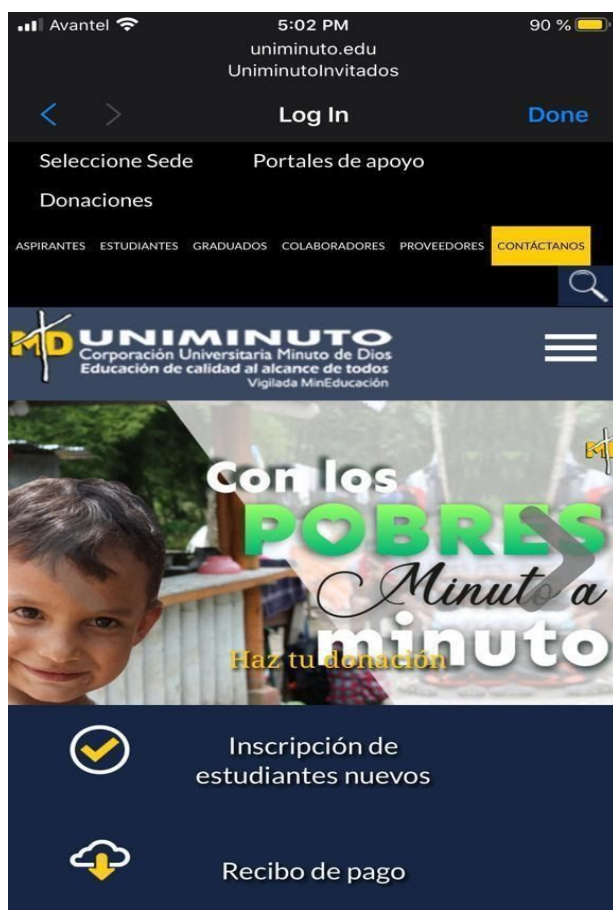 Avantel 5:02 PM 90 %
uniminuto.edu
UniminutoInvitados
Log In Done
Seleccione Sede Portales de apoyo
Donaciones
ASPIRANTES ESTUDIANTES GRADUADOS COLABORADORES PROVEEDORES CONTÁCTANOS
MD UNIMINUTO
Corporación Universitaria Minuto de Dios
Educación de calidad al alcance de todos
Vigilada MinEducación
Con los
POBRES
Minuto a
minuto
Haz tu donación
Inscripción de
estudiantes nuevos
Recibo de pago